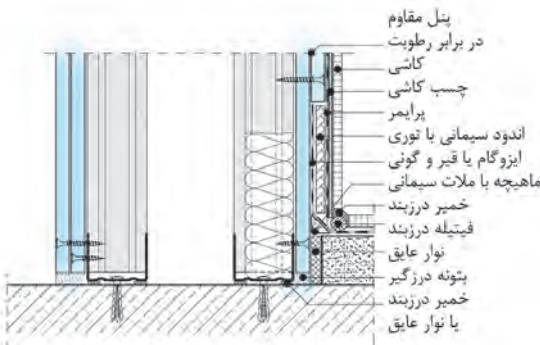 پنل مقاوم
در برابر رطوبت
کاشی
چسب کاشی
پرایمر
اندود سیمانی با توری
ایزوگام یا قیر و گونی
ماهیچه با ملات سیمانی
خمیر درزبند
فیتیله درزبند
نوار عایق
بتونه درزگیر
خمیر درزبند
یا نوار عایق